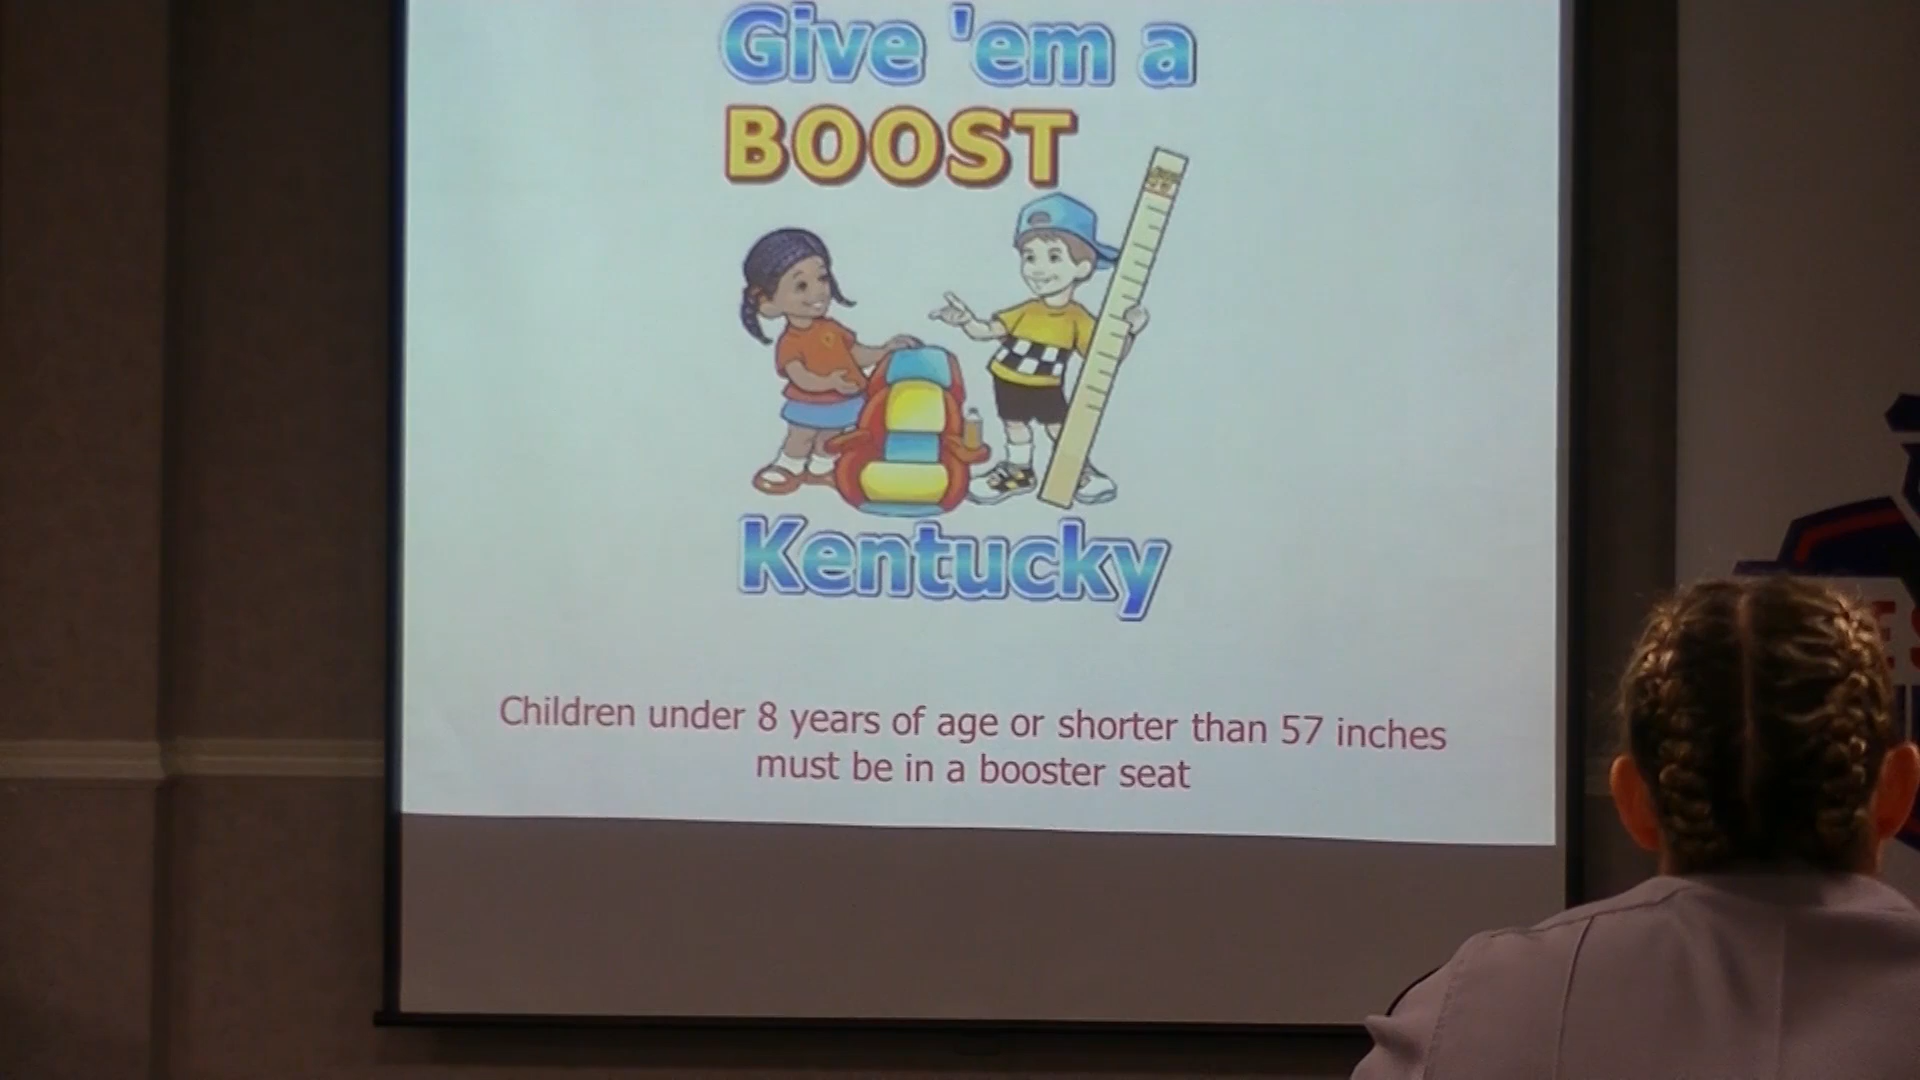 Give 'em a
BOOST
Kentucky
Children under 8 years of age or shorter than 57 inches
must be in a booster seat